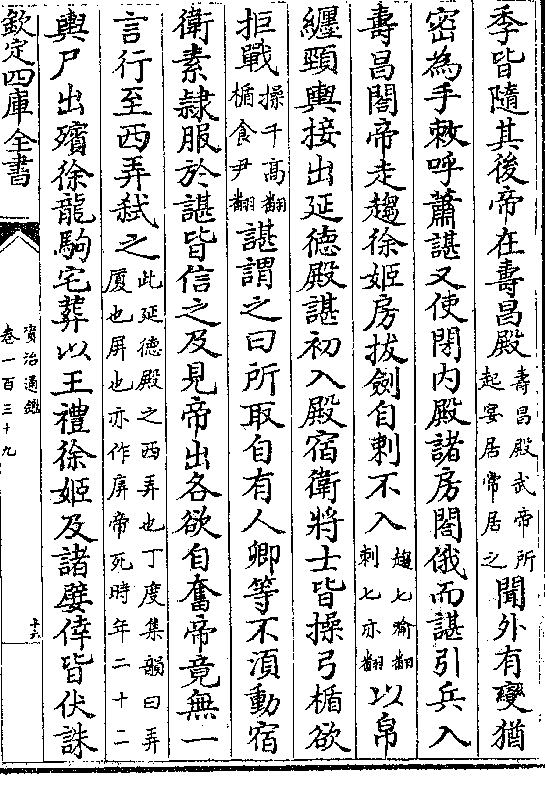 季皆隨其後帝在壽昌殿壽昌殿武帝所起宴居常居之聞外有變猶
密為手敕呼蕭諶又使閉内殿諸房閤俄而諶引兵入
壽昌閤帝走趨徐姬房拔劍自刺不入趨七喻翻刺七亦翻以帛
纒頸輿接出延德殿諶初入殿宿衛將士皆操弓楯欲
拒戰操千髙翻楯食尹翻諶謂之曰所取自有人卿等不須動宿
衛素隷服於諶皆信之及見帝出各欲自奮帝竟無一
言行至西弄弑之此延德殿之西弄也丁度集韻曰弄厦也屏也亦作㢅帝死時年二十二
輿尸出殯徐龍駒宅葬以王禮徐姬及諸嬖倖皆伏誅
欽定四庫全書
資治通鑑
卷一百三十九
十六